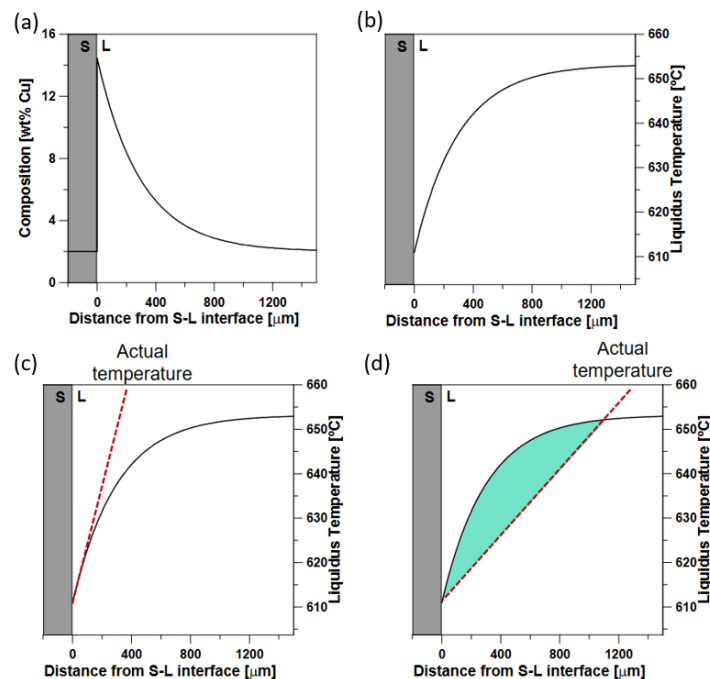 (a)
16
12
8
4
0
S L
Composition [wt% Cu]
0 400 800 1200
Distance from S-L interface [μm]
(b)
S L
660
650
640
630
620
610
Liquidus Temperature [ºC]
0 400 800 1200
Distance from S-L interface [μm]
(c)
Actual
temperature
S L
660
650
640
630
620
610
Liquidus Temperature [ºC]
0 400 800 1200
Distance from S-L interface [μm]
(d)
Actual
temperature
S L
660
650
640
630
620
610
Liquidus Temperature [ºC]
0 400 800 1200
Distance from S-L interface [μm]